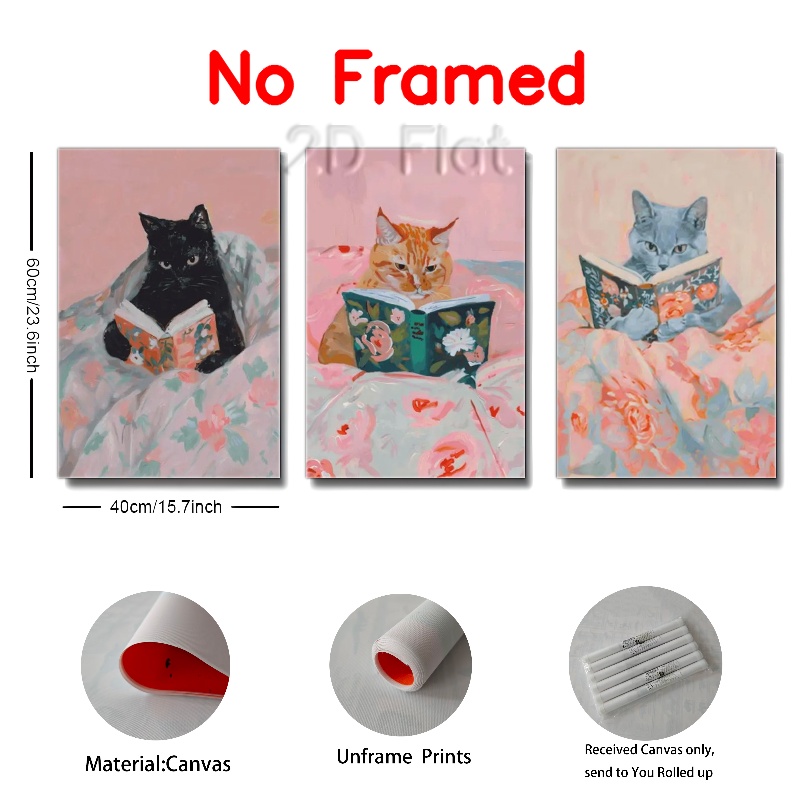 No Framed
2D Flat
60cm/23.6inch
40cm/15.7inch
Material:Canvas
Unframe Prints
Received Canvas only,
send to You Rolled up